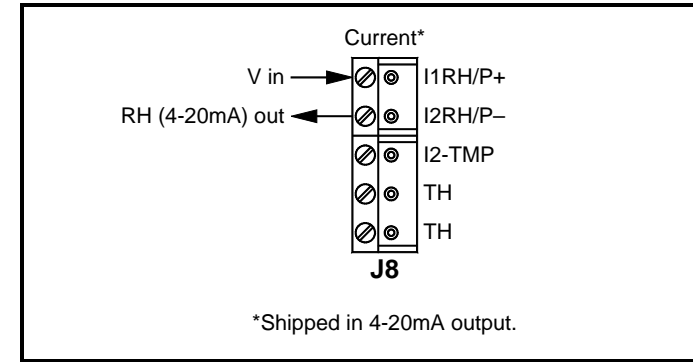 Current*
V in I1RH/P+
RH (4-20mA) out I2RH/P–
I2-TMP
TH
TH
J8
*Shipped in 4-20mA output.